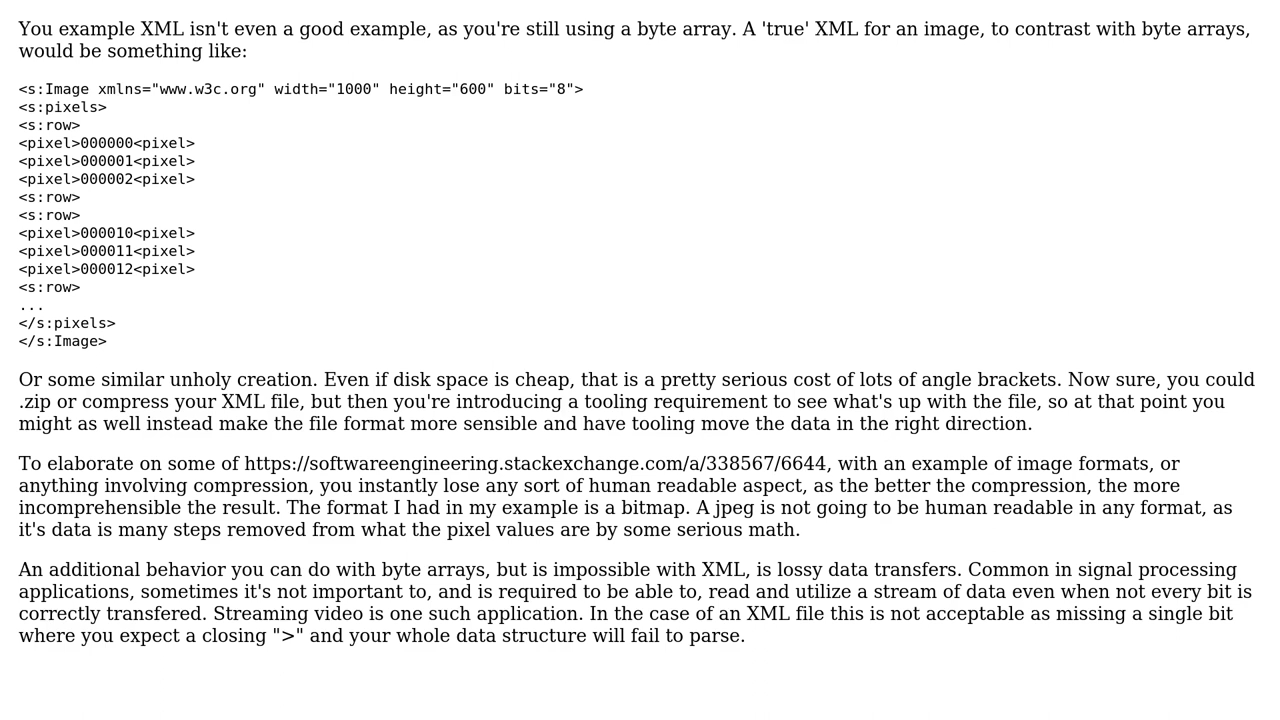 You example XML isn't even a good example, as you're still using a byte array. A 'true' XML for an image, to contrast with byte arrays,
would be something like:
<s:Image xmlns="www.w3c.org" width="1000" height="600" bits="8">
<s:pixels>
<s:row>
<pixel>000000<pixel>
<pixel>000001<pixel>
<pixel>000002<pixel>
<s:row>
<s:row>
<pixel>000010<pixel>
<pixel>000011<pixel>
<pixel>000012<pixel>
<s:row>
...
</s:pixels>
</s:Image>
Or some similar unholy creation. Even if disk space is cheap, that is a pretty serious cost of lots of angle brackets. Now sure, you could
.zip or compress your XML file, but then you're introducing a tooling requirement to see what's up with the file, so at that point you
might as well instead make the file format more sensible and have tooling move the data in the right direction.
To elaborate on some of https://softwareengineering.stackexchange.com/a/338567/6644, with an example of image formats, or
anything involving compression, you instantly lose any sort of human readable aspect, as the better the compression, the more
incomprehensible the result. The format I had in my example is a bitmap. A jpeg is not going to be human readable in any format, as
it's data is many steps removed from what the pixel values are by some serious math.
An additional behavior you can do with byte arrays, but is impossible with XML, is lossy data transfers. Common in signal processing
applications, sometimes it's not important to, and is required to be able to, read and utilize a stream of data even when not every bit is
correctly transfered. Streaming video is one such application. In the case of an XML file this is not acceptable as missing a single bit
where you expect a closing ">" and your whole data structure will fail to parse.